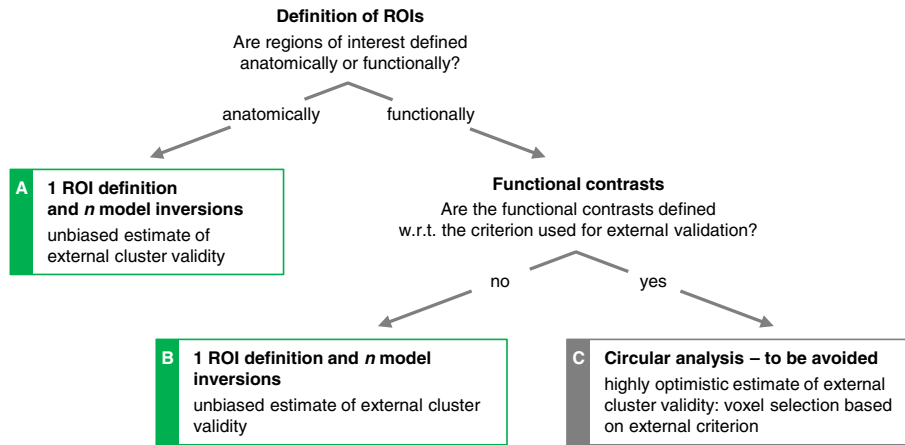 Definition of ROIs
Are regions of interest defined
anatomically or functionally?
anatomically
functionally
A
1 ROI definition
and n model inversions
unbiased estimate of
external cluster validity
Functional contrasts
Are the functional contrasts defined
w.r.t. the criterion used for external validation?
no
yes
B
1 ROI definition and n model
inversions
unbiased estimate of external cluster
validity
C
Circular analysis – to be avoided
highly optimistic estimate of external
cluster validity: voxel selection based
on external criterion